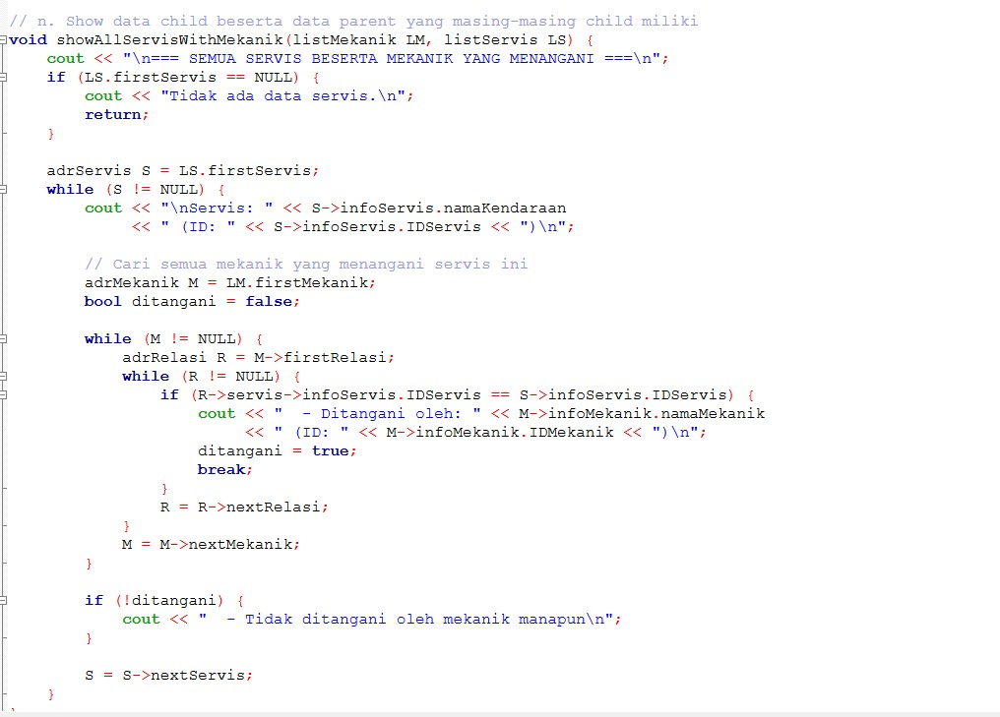 // n. Show data child beserta data parent yang masing-masing child miliki
void showAllServisWithMekanik(listMekanik LM, listServis LS) {
    cout << "\n=== SEMUA SERVIS BESERTA MEKANIK YANG MENANGANI ===\n";
    if (LS.firstServis == NULL) {
        cout << "Tidak ada data servis.\n";
        return;
    }

    adrServis S = LS.firstServis;
    while (S != NULL) {
        cout << "\nServis: " << S->infoServis.namaKendaraan
             << " (ID: " << S->infoServis.IDServis << ")\n";

        // Cari semua mekanik yang menangani servis ini
        adrMekanik M = LM.firstMekanik;
        bool ditangani = false;

        while (M != NULL) {
            adrRelasi R = M->firstRelasi;
            while (R != NULL) {
                if (R->servis->infoServis.IDServis == S->infoServis.IDServis) {
                    cout << "  - Ditangani oleh: " << M->infoMekanik.namaMekanik
                         << " (ID: " << M->infoMekanik.IDMekanik << ")\n";
                    ditangani = true;
                    break;
                }
                R = R->nextRelasi;
            }
            M = M->nextMekanik;
        }

        if (!ditangani) {
            cout << "  - Tidak ditangani oleh mekanik manapun\n";
        }

        S = S->nextServis;
    }